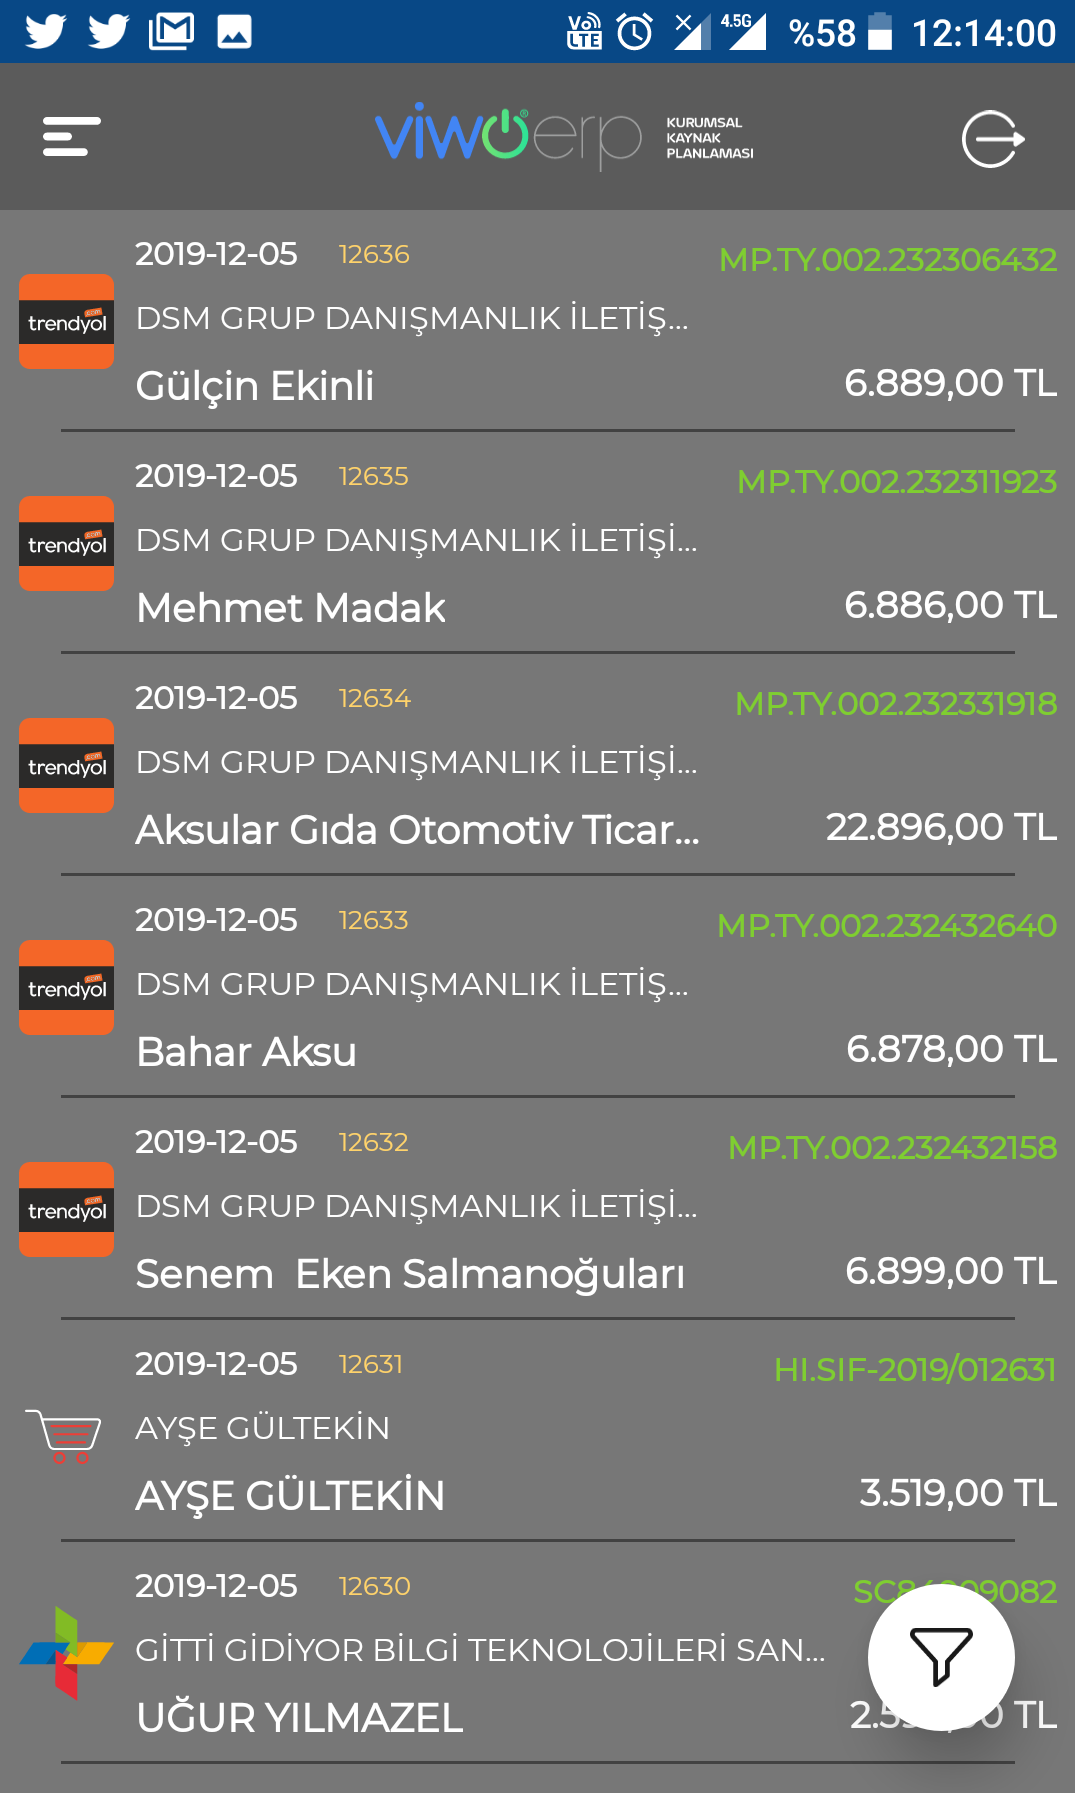 Vo LTE 4.5G %58 12:14:00
viwoerp® KURUMSAL
KAYNAK
PLANLAMASI
2019-12-05 12636 MP.TY.002.232306432
trendyol.com
DSM GRUP DANIŞMANLIK İLETİŞ...
Gülçin Ekinli 6.889,00 TL
2019-12-05 12635 MP.TY.002.232311923
trendyol.com
DSM GRUP DANIŞMANLIK İLETİŞİ...
Mehmet Madak 6.886,00 TL
2019-12-05 12634 MP.TY.002.232331918
trendyol.com
DSM GRUP DANIŞMANLIK İLETİŞİ...
Aksular Gıda Otomotiv Ticar... 22.896,00 TL
2019-12-05 12633 MP.TY.002.232432640
trendyol.com
DSM GRUP DANIŞMANLIK İLETİŞ...
Bahar Aksu 6.878,00 TL
2019-12-05 12632 MP.TY.002.232432158
trendyol.com
DSM GRUP DANIŞMANLIK İLETİŞİ...
Senem  Eken Salmanoğuları 6.899,00 TL
2019-12-05 12631 HI.SIF-2019/012631
AYŞE GÜLTEKİN
AYŞE GÜLTEKİN 3.519,00 TL
2019-12-05 12630
GİTTİ GİDİYOR BİLGİ TEKNOLOJİLERİ SAN...
UĞUR YILMAZEL TL